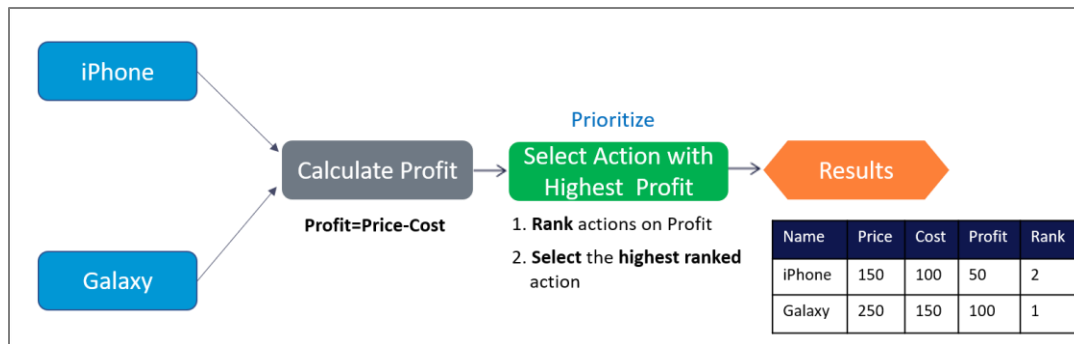 iPhone
Galaxy
Calculate Profit
Profit=Price-Cost
Prioritize
Select Action with
Highest Profit
1. Rank actions on Profit
2. Select the highest ranked
action
Results
Name Price Cost Profit Rank
iPhone 150 100 50 2
Galaxy 250 150 100 1